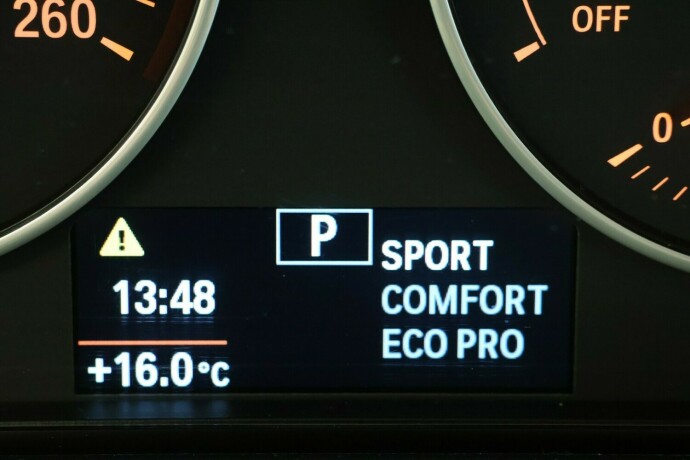 260
OFF
0
P
SPORT
13:48
COMFORT
ECO PRO
+16.0°C